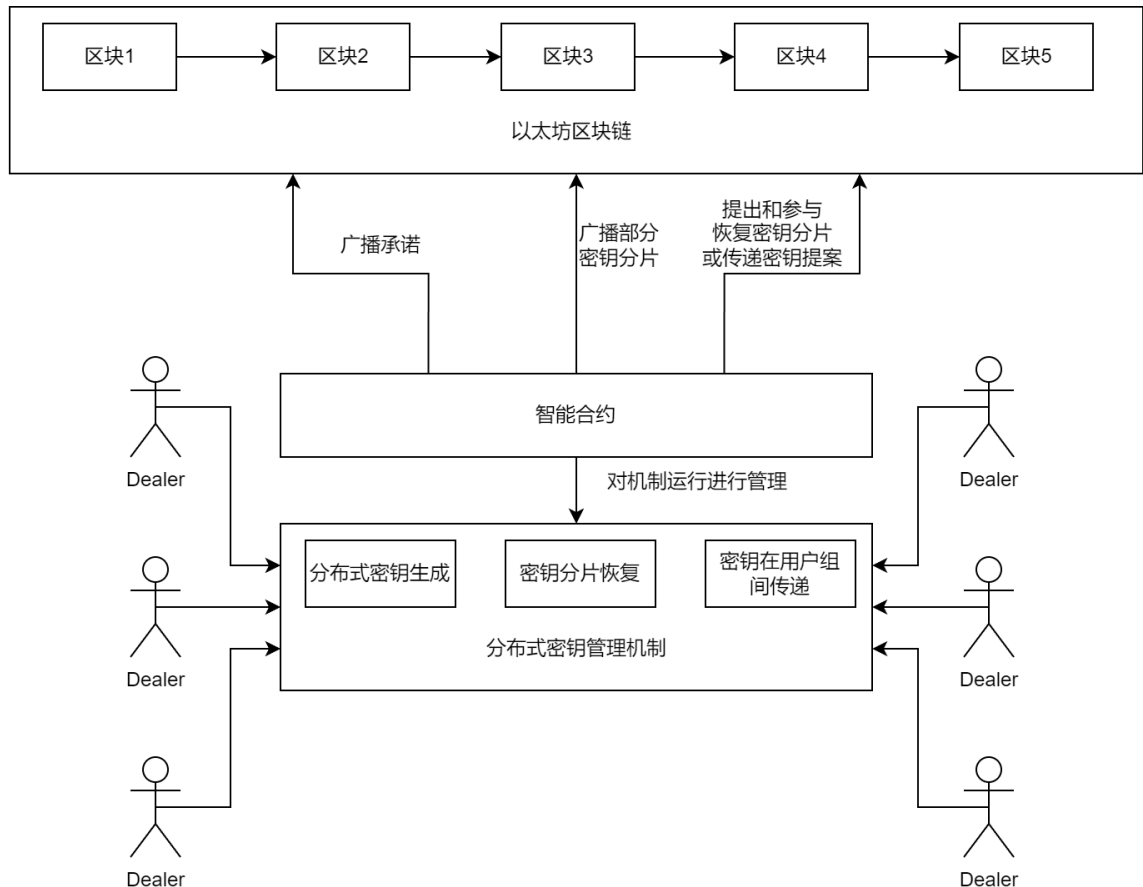 区块1
区块2
区块3
区块4
区块5
以太坊区块链
广播承诺
广播部分
密钥分片
提出和参与
恢复密钥分片
或传递密钥提案
智能合约
对机制运行进行管理
分布式密钥生成
密钥分片恢复
密钥在用户组
间传递
分布式密钥管理机制
Dealer
Dealer
Dealer
Dealer
Dealer
Dealer